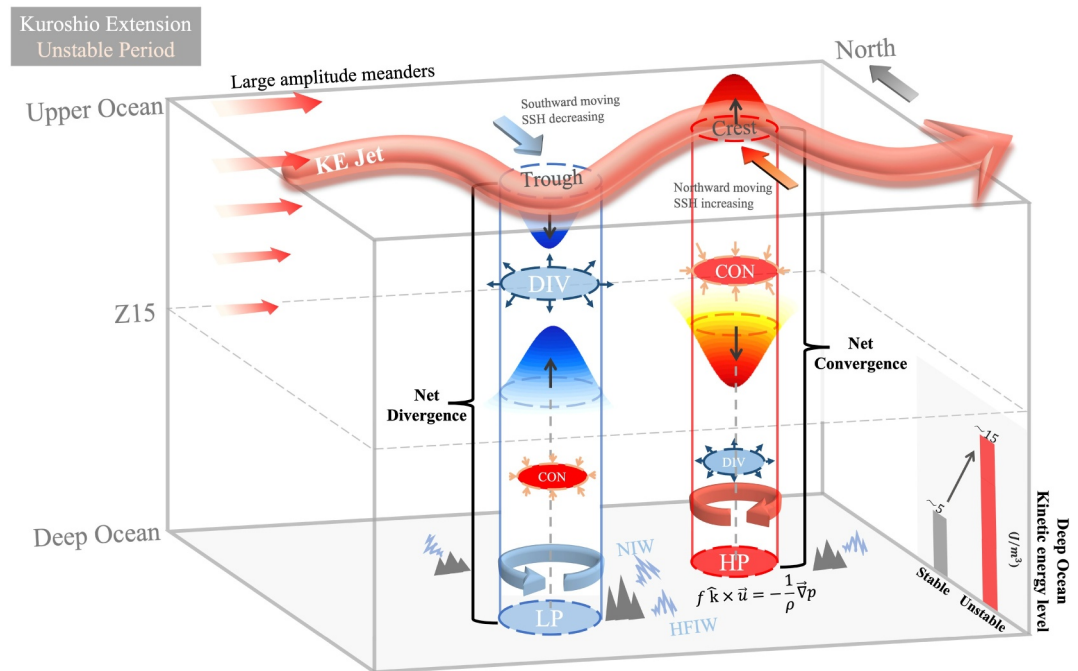 Kuroshio Extension
Unstable Period
North
Large amplitude meanders
Upper Ocean
Southward moving
SSH decreasing
Crest
KE Jet
Trough
Northward moving
SSH increasing
CON
DIV
Z15
Net
Convergence
Net
Divergence
~15
CON
DIV
~5
Deep Ocean
Kinetic energy level
(J/m³)
Deep Ocean
NIW
HP
Stable
Unstable
f k̂ × u⃗ = −1/ρ ∇⃗p
LP
HFIW